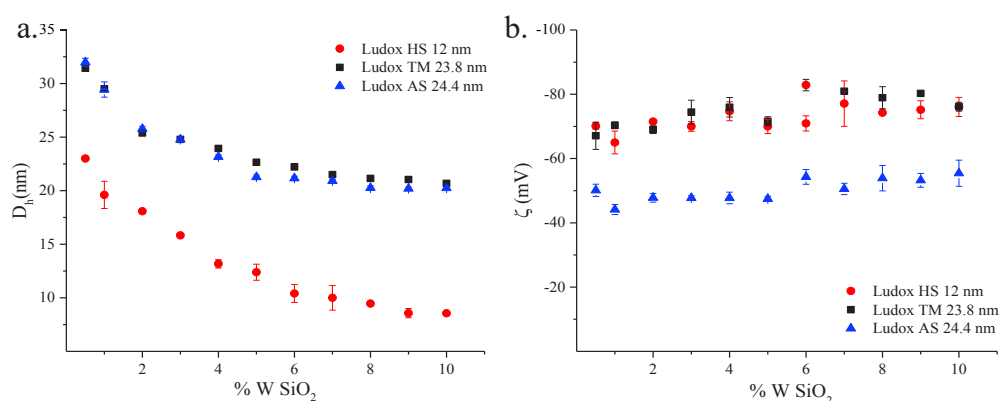 a.
35
30
25
20
15
10
D_h(nm)
2 4 6 8 10
% W SiO₂
Ludox HS 12 nm
Ludox TM 23.8 nm
Ludox AS 24.4 nm
b.
-100
-80
-60
-40
-20
ζ (mV)
2 4 6 8 10
% W SiO₂
Ludox HS 12 nm
Ludox TM 23.8 nm
Ludox AS 24.4 nm